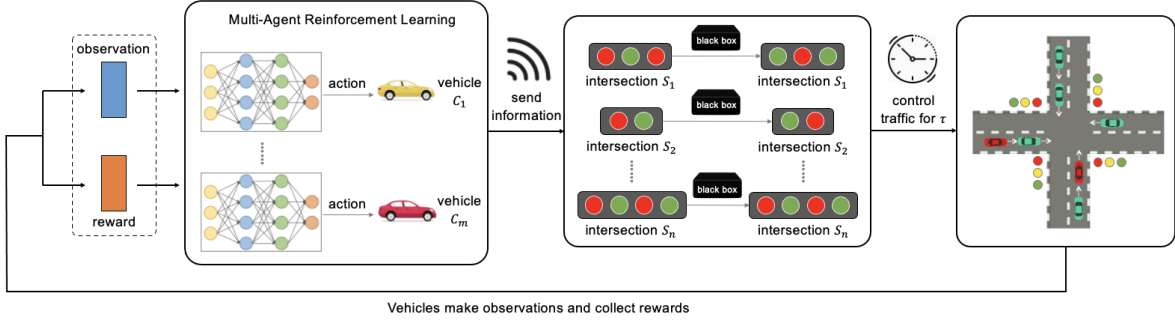 observation
reward
Multi-Agent Reinforcement Learning
action
vehicle
C₁
action
vehicle
Cₘ
send
information
black box
intersection S₁
intersection S₁
black box
intersection S₂
intersection S₂
black box
intersection Sₙ
intersection Sₙ
control
traffic for τ
Vehicles make observations and collect rewards